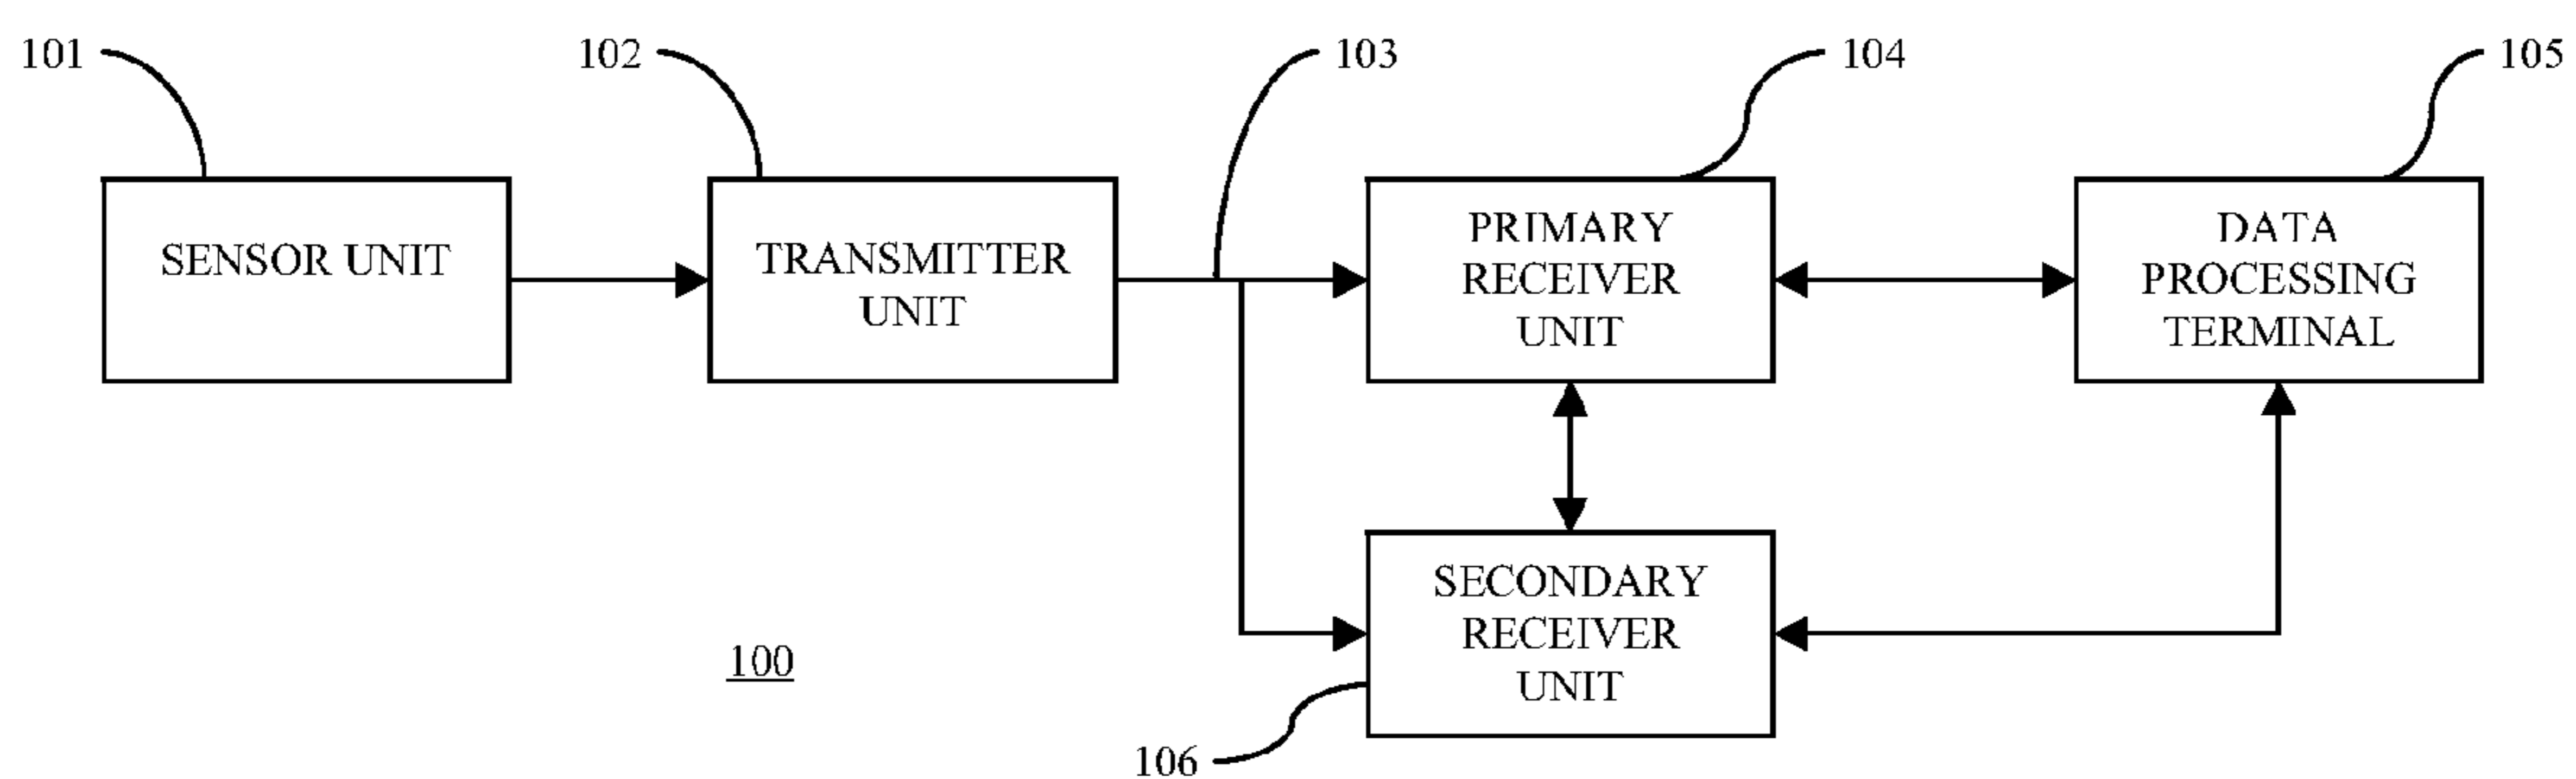 101
102
103
104
105
SENSOR UNIT
TRANSMITTER
UNIT
PRIMARY
RECEIVER
UNIT
DATA
PROCESSING
TERMINAL
SECONDARY
RECEIVER
UNIT
100
106